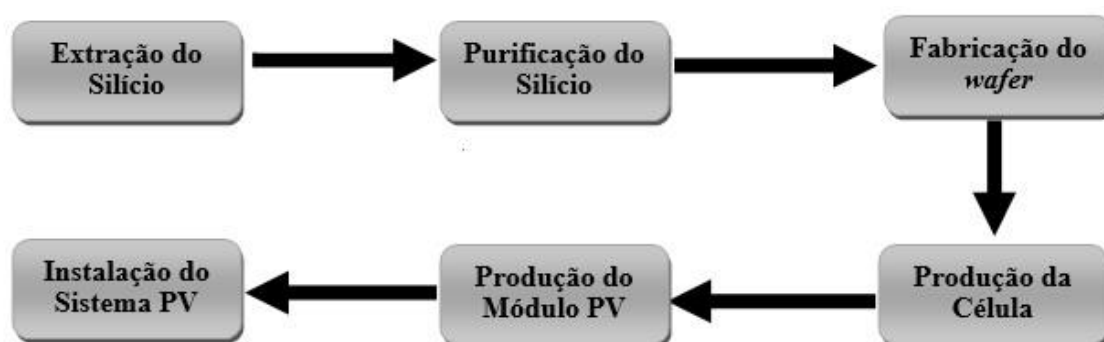 Extração do
Silício
Purificação do
Silício
Fabricação do
wafer
Produção da
Célula
Produção do
Módulo PV
Instalação do
Sistema PV